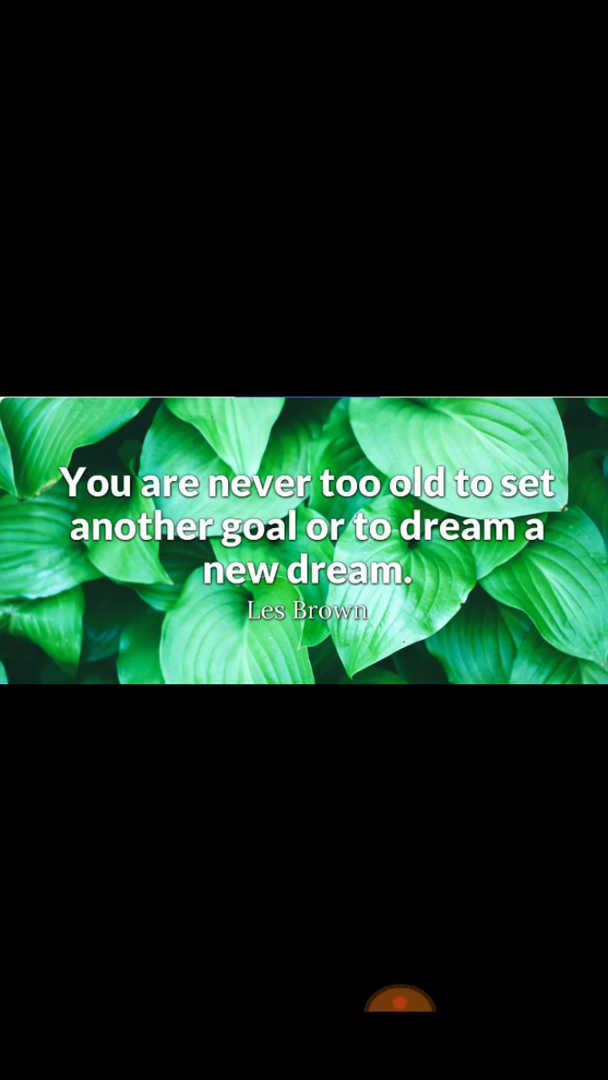 You are never too old to set
another goal or to dream a
new dream.
Les Brown